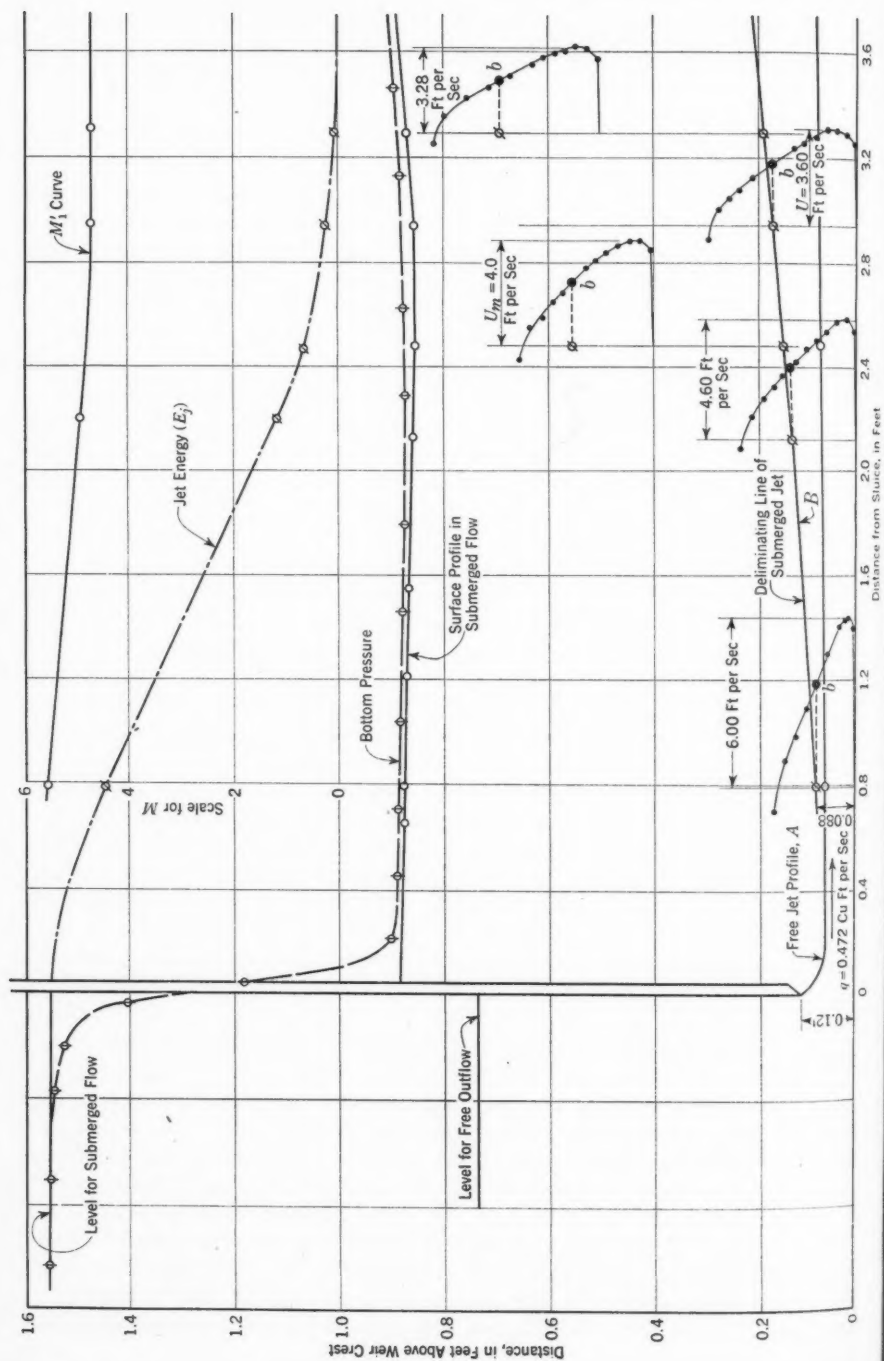 1.6
1.4
1.2
1.0
0.8
0.6
0.4
0.2
0
Distance, in Feet Above Weir Crest
Level for Submerged Flow
Level for Free Outflow
M′₁ Curve
Jet Energy (Eⱼ)
6
4
2
0
Scale for M
Bottom Pressure
Surface Profile in
Submerged Flow
3.28
Ft per
Sec
b
Uₘ = 4.0
Ft per Sec
b
6.00 Ft per Sec
b
4.60 Ft
per Sec
b
U = 3.60
Ft per Sec
Deliminating Line of
Submerged Jet
B
Free Jet Profile, A
0.088
q = 0.472 Cu Ft per Sec
0.12'
0
0.4
0.8
1.2
1.6
2.0
2.4
2.8
3.2
3.6
Distance from Sluice, in Feet